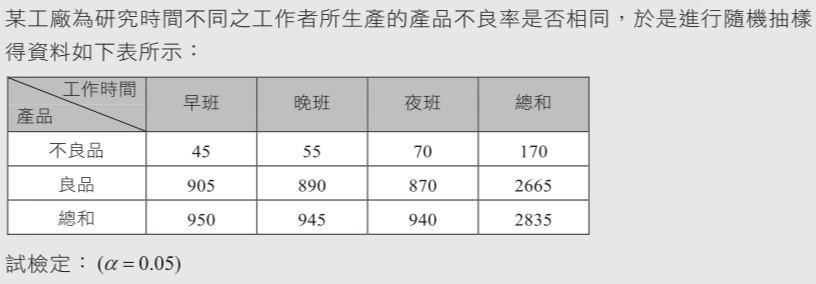 某工廠為研究時間不同之工作者所生產的產品不良率是否相同，於是進行隨機抽樣
得資料如下表所示：
工作時間
產品
早班 晚班 夜班 總和
不良品 45 55 70 170
良品 905 890 870 2665
總和 950 945 940 2835
試檢定：(α = 0.05)